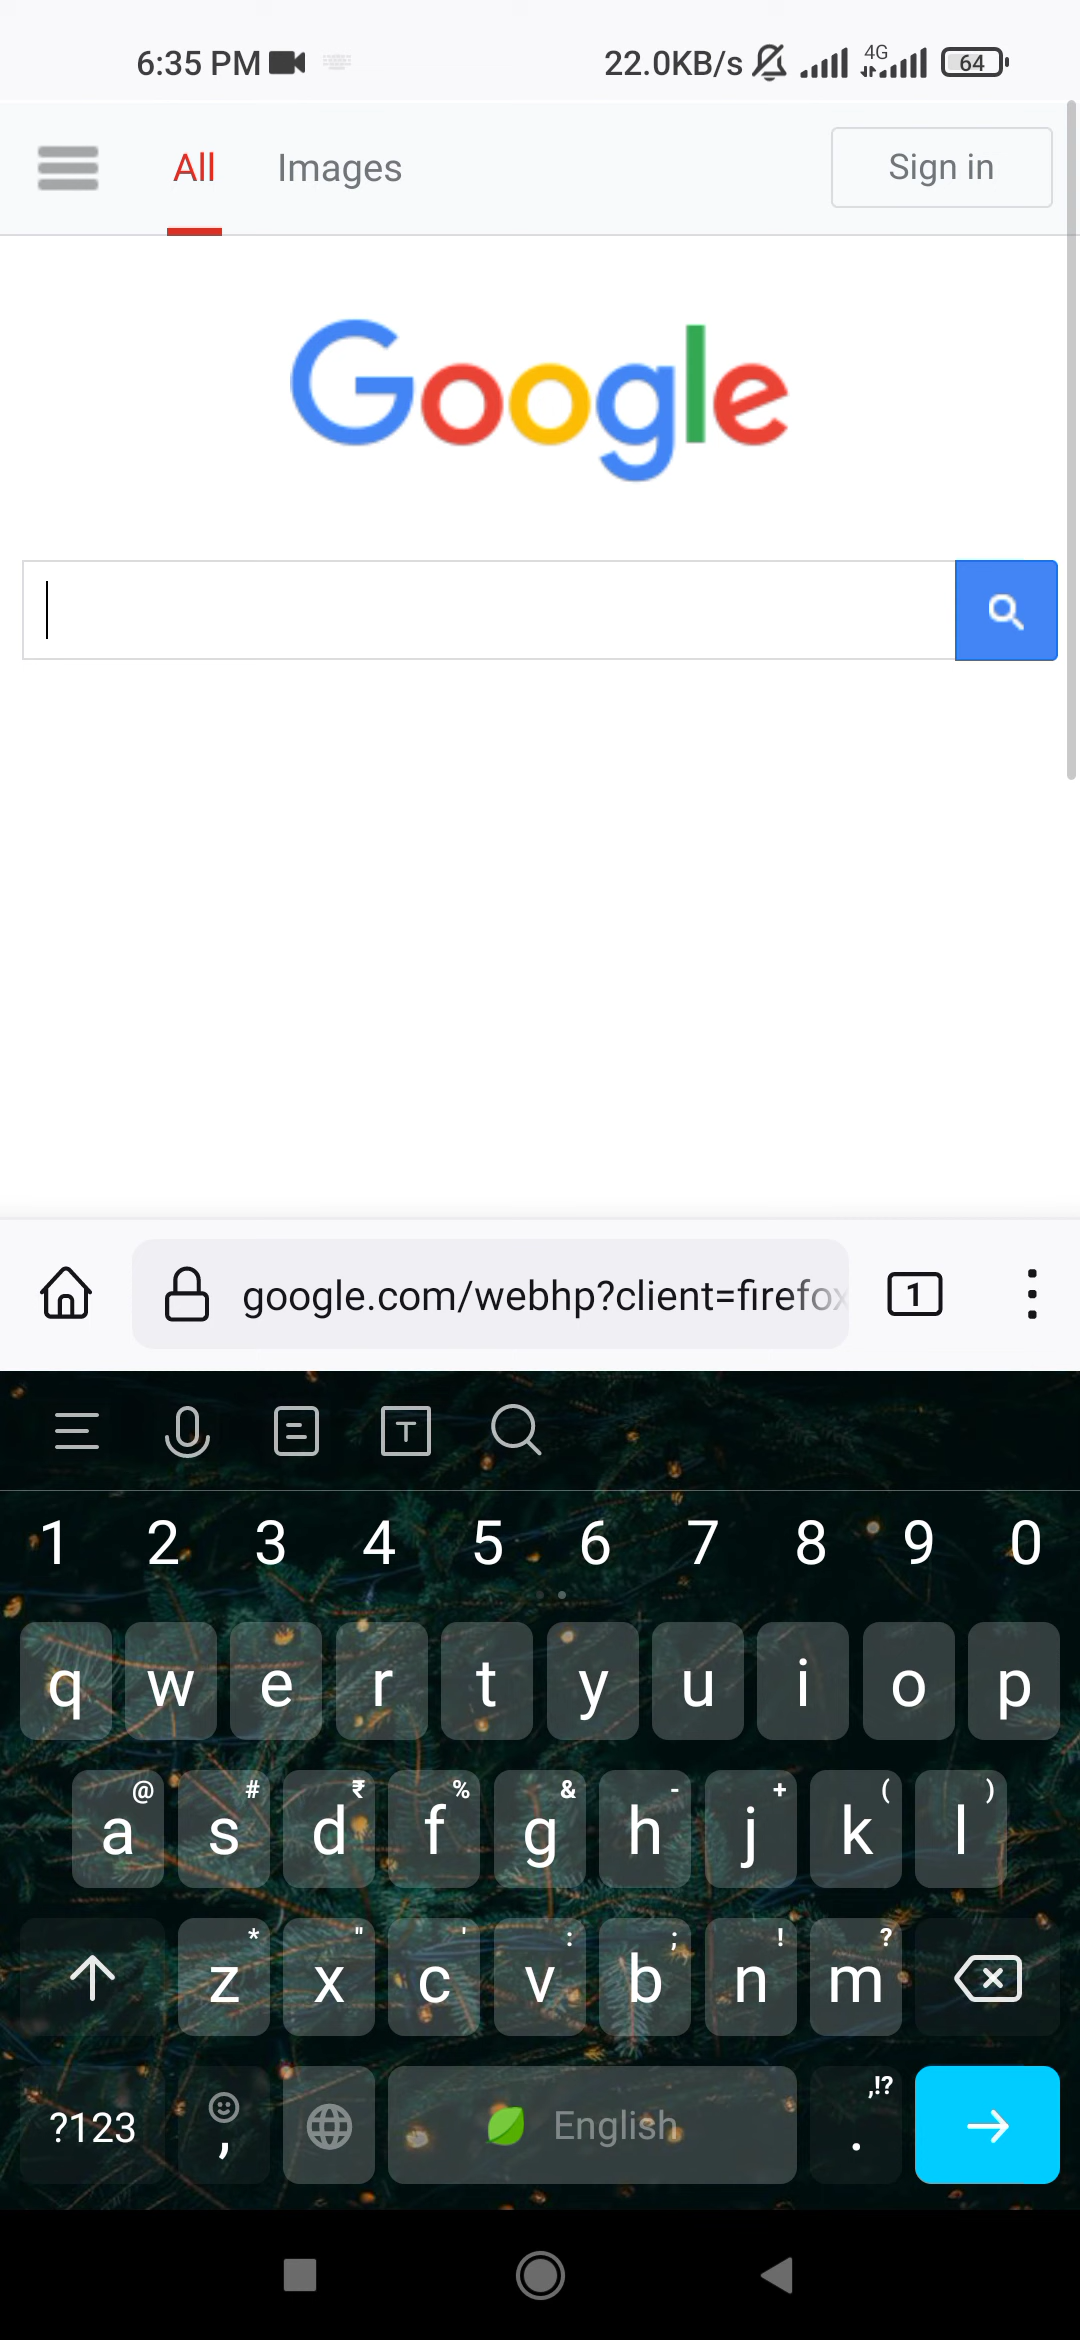 6:35 PM 22.0KB/s 4G 64
All Images Sign in
Google
google.com/webhp?client=firefox
1
T
1 2 3 4 5 6 7 8 9 0
q w e r t y u i o p
@ # ₹ % & - + ( )
a s d f g h j k l
* " ' : ; ! ?
z x c v b n m
,!?
?123 , English .